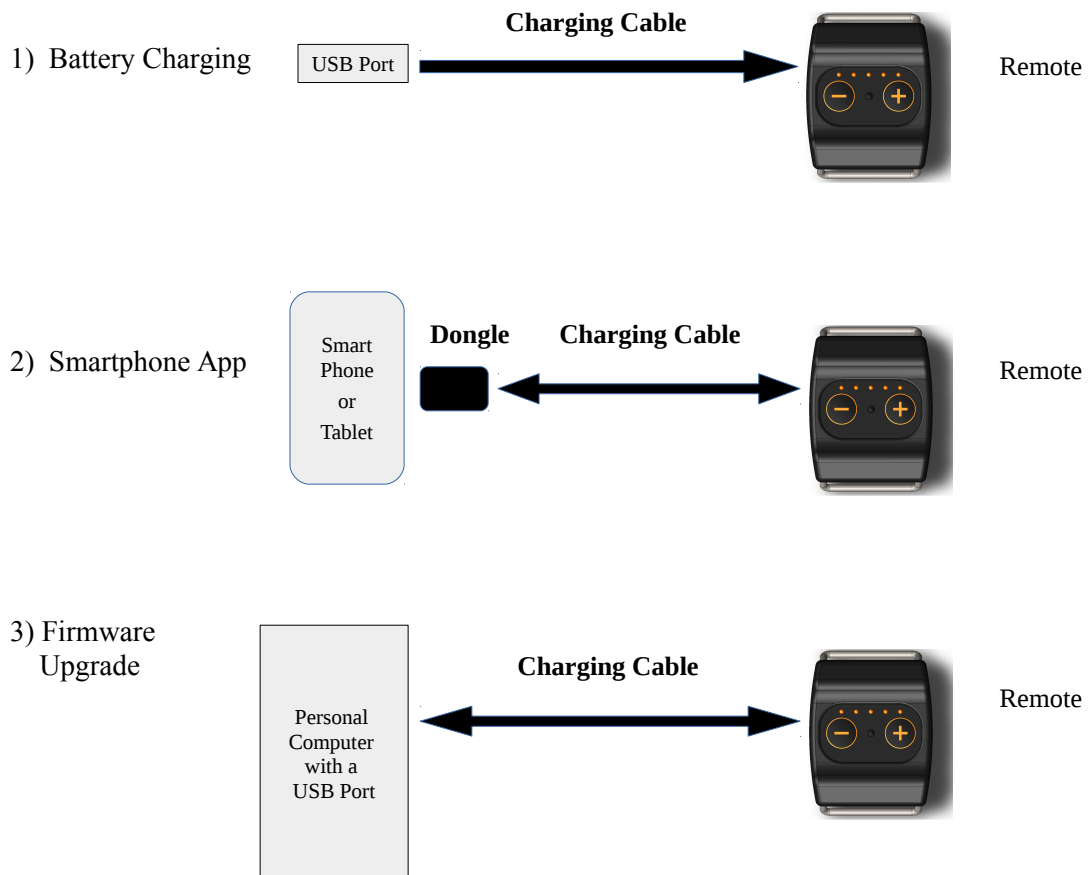 Charging Cable
1) Battery Charging
USB Port
Remote
Dongle
Charging Cable
2) Smartphone App
Smart
Phone
or
Tablet
Remote
3) Firmware
Upgrade
Charging Cable
Personal
Computer
with a
USB Port
Remote